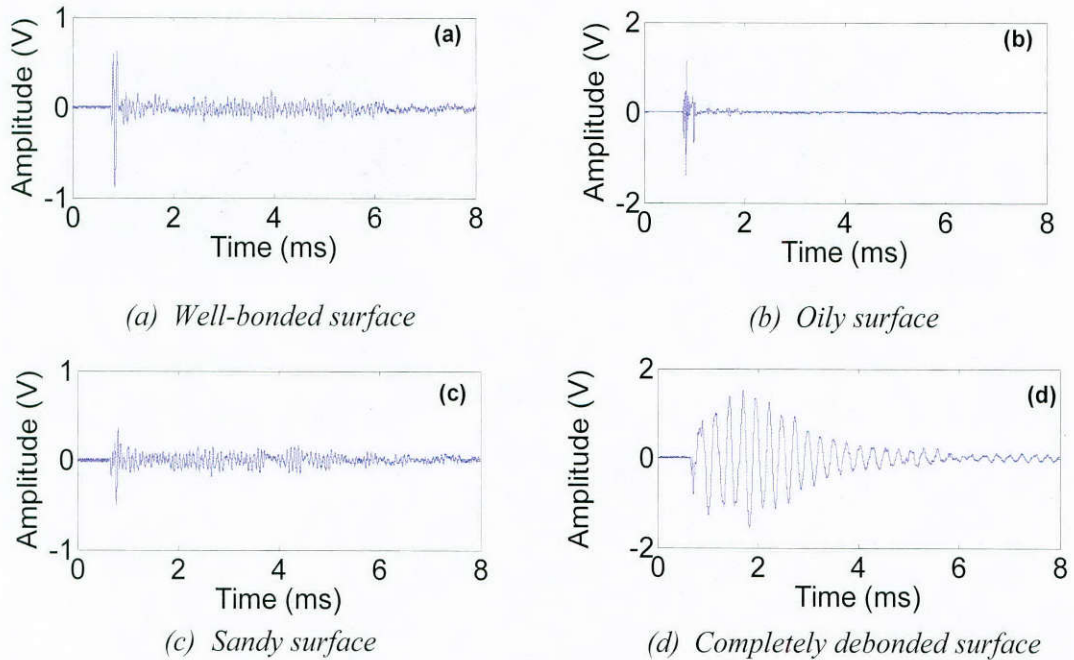 Amplitude (V)
1
0
-1
(a)
0 2 4 6 8
Time (ms)
(a) Well-bonded surface
Amplitude (V)
2
0
-2
(b)
0 2 4 6 8
Time (ms)
(b) Oily surface
Amplitude (V)
1
0
-1
(c)
0 2 4 6 8
Time (ms)
(c) Sandy surface
Amplitude (V)
2
0
-2
(d)
0 2 4 6 8
Time (ms)
(d) Completely debonded surface